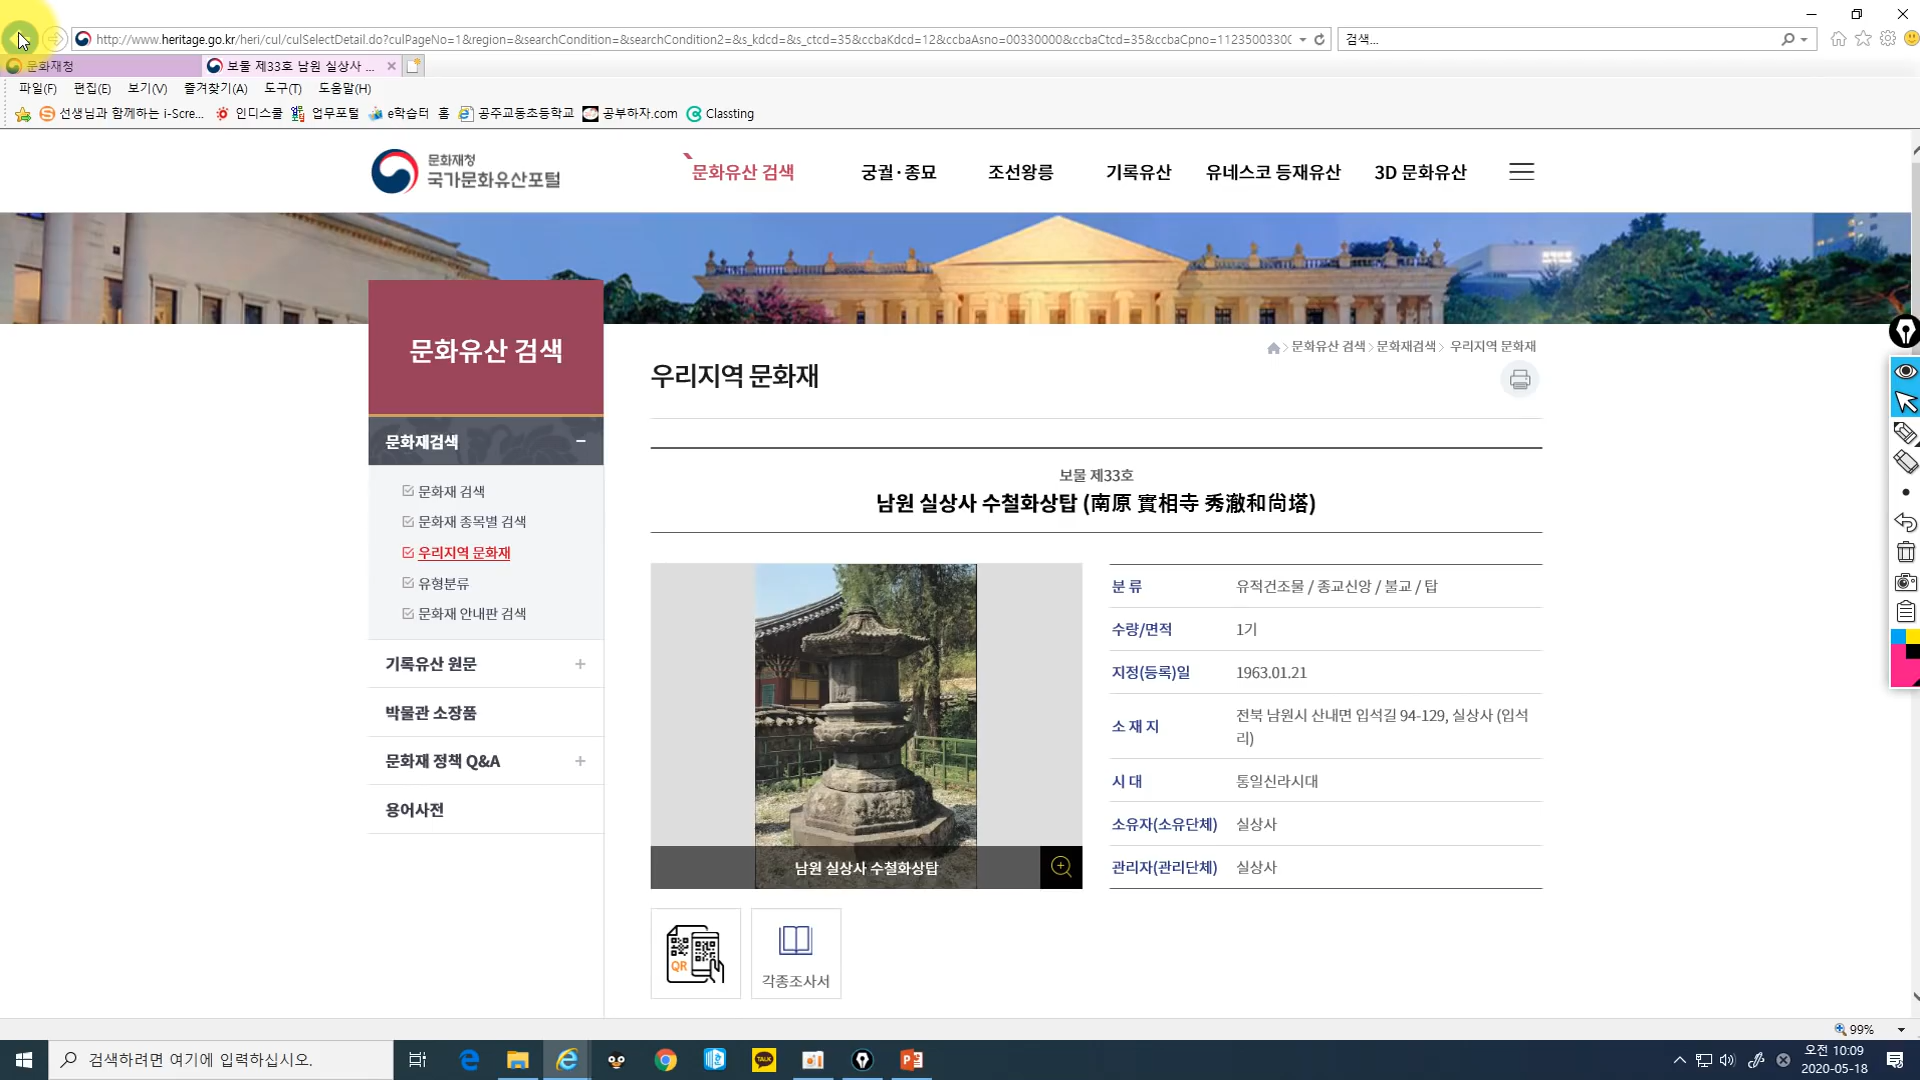 http://www.heritage.go.kr/heri/cul/culSelectDetail.do?culPageNo=1&region=&searchCondition=&searchCondition2=&s_kdcd=&s_ctcd=35&ccbaKdcd=12&ccbaAsno=00330000&ccbaCtcd=35&ccbaCpno=1123500330(
검색...
문화재청
보물 제33호 남원 실상사 ...
파일(F) 편집(E) 보기(V) 즐겨찾기(A) 도구(T) 도움말(H)
선생님과 함께하는 i-Scre... 인디스쿨 업무포털 e학습터 홈 공주교동초등학교 공부하자.com Classting
문화재청
국가문화유산포털
문화유산 검색 궁궐·종묘 조선왕릉 기록유산 유네스코 등재유산 3D 문화유산
문화유산 검색
문화재검색
문화재 검색
문화재 종목별 검색
우리지역 문화재
유형분류
문화재 안내판 검색
기록유산 원문
박물관 소장품
문화재 정책 Q&A
용어사전
문화유산 검색 > 문화재검색 > 우리지역 문화재
우리지역 문화재
보물 제33호
남원 실상사 수철화상탑 (南原 實相寺 秀澈和尙塔)
남원 실상사 수철화상탑
분 류 유적건조물 / 종교신앙 / 불교 / 탑
수량/면적 1기
지정(등록)일 1963.01.21
소 재 지 전북 남원시 산내면 입석길 94-129, 실상사 (입석
리)
시 대 통일신라시대
소유자(소유단체) 실상사
관리자(관리단체) 실상사
QR
각종조사서
99%
검색하려면 여기에 입력하십시오.
TALK
오전 10:09
2020-05-18